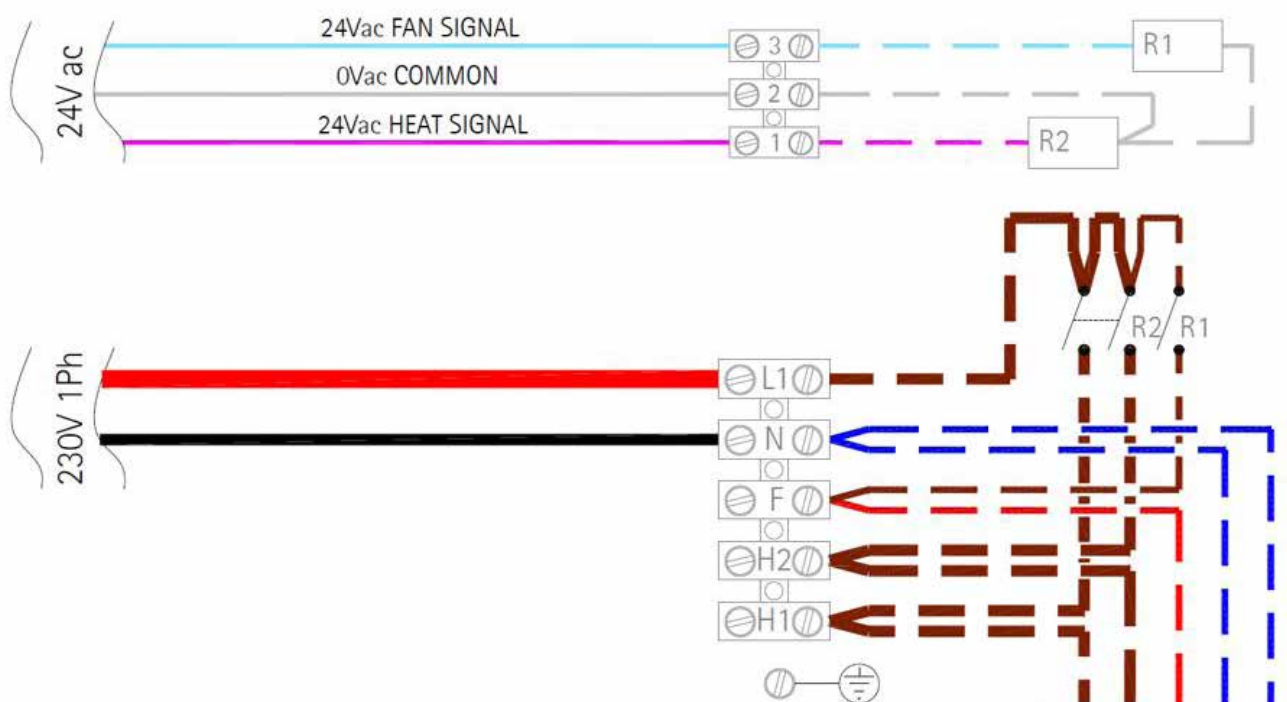 24V ac
24Vac FAN SIGNAL
0Vac COMMON
24Vac HEAT SIGNAL
3
2
1
R1
R2
230V 1Ph
L1
N
F
H2
H1
R2
R1